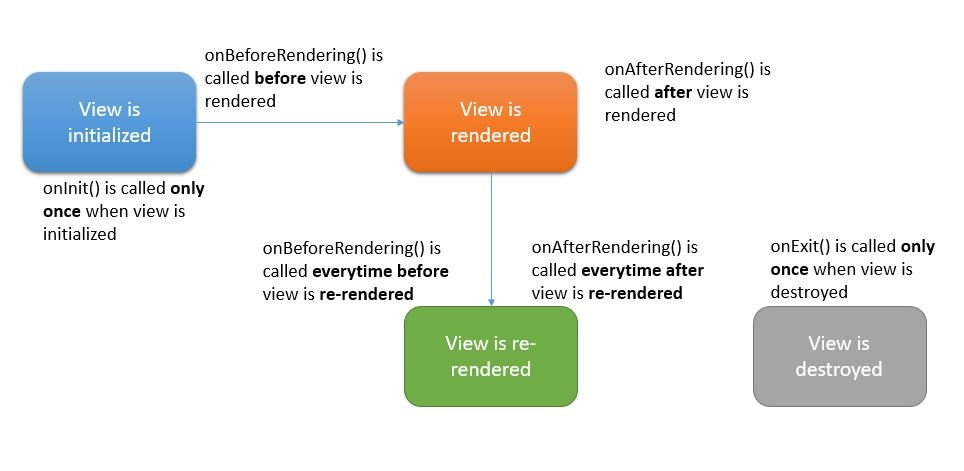 onBeforeRendering() is
called before view is
rendered
onAfterRendering() is
called after view is
rendered
View is
initialized
View is
rendered
onInit() is called only
once when view is
initialized
onBeforeRendering() is
called everytime before
view is re-rendered
onAfterRendering() is
called everytime after
view is re-rendered
onExit() is called only
once when view is
destroyed
View is re-
rendered
View is
destroyed